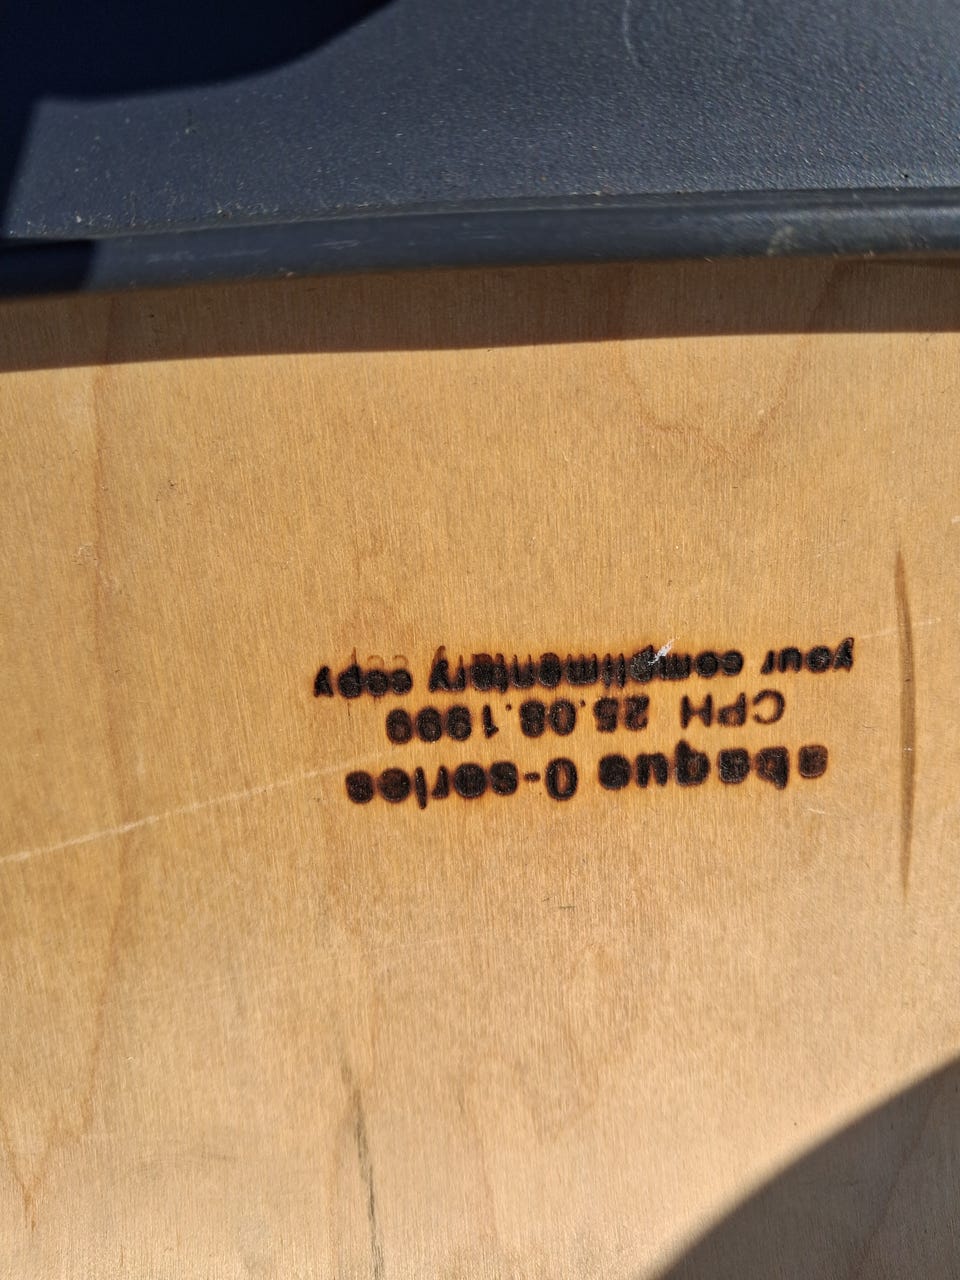 abaque 0-series
CPH 25.08.1999
your complimentary copy